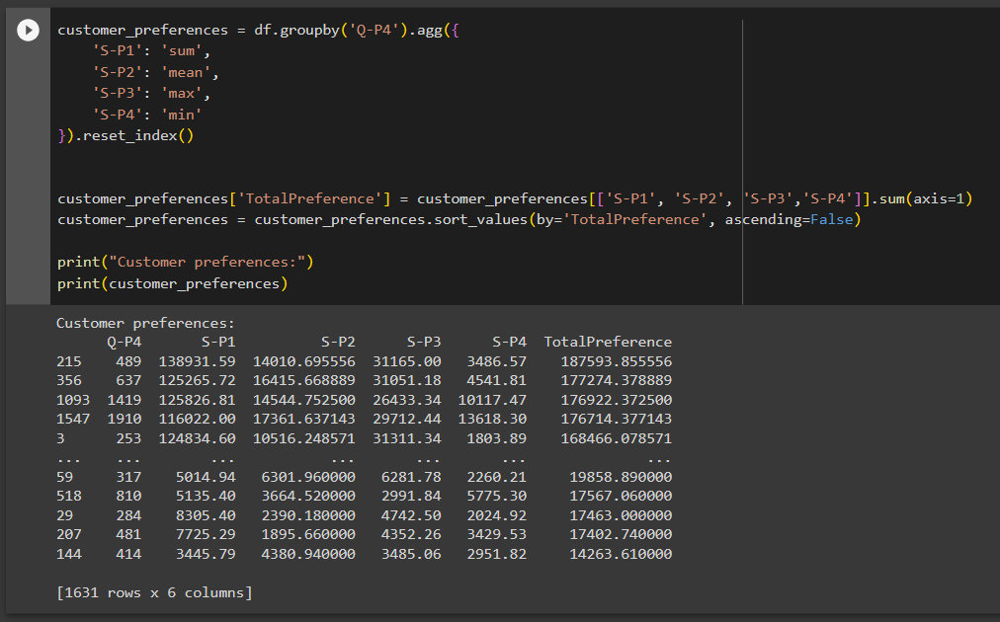 customer_preferences = df.groupby('Q-P4').agg({
    'S-P1': 'sum',
    'S-P2': 'mean',
    'S-P3': 'max',
    'S-P4': 'min'
}).reset_index()
customer_preferences['TotalPreference'] = customer_preferences[['S-P1', 'S-P2', 'S-P3','S-P4']].sum(axis=1)
customer_preferences = customer_preferences.sort_values(by='TotalPreference', ascending=False)
print("Customer preferences:")
print(customer_preferences)
Customer preferences:
      Q-P4       S-P1          S-P2      S-P3      S-P4  TotalPreference
215    489  138931.59  14010.695556  31165.00   3486.57    187593.855556
356    637  125265.72  16415.668889  31051.18   4541.81    177274.378889
1093  1419  125826.81  14544.752500  26433.34  10117.47    176922.372500
1547  1910  116022.00  17361.637143  29712.44  13618.30    176714.377143
3      253  124834.60  10516.248571  31311.34   1803.89    168466.078571
...    ...        ...           ...       ...       ...              ...
59     317    5014.94   6301.960000   6281.78   2260.21     19858.890000
518    810    5135.40   3664.520000   2991.84   5775.30     17567.060000
29     284    8305.40   2390.180000   4742.50   2024.92     17463.000000
207    481    7725.29   1895.660000   4352.26   3429.53     17402.740000
144    414    3445.79   4380.940000   3485.06   2951.82     14263.610000
[1631 rows x 6 columns]